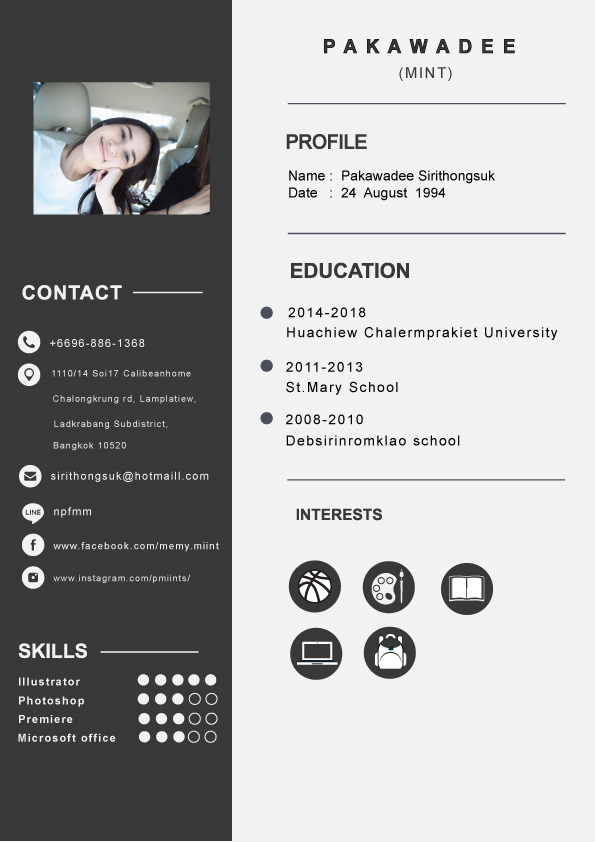 PAKAWADEE
(MINT)
PROFILE
Name : Pakawadee Sirithongsuk
Date : 24 August 1994
EDUCATION
2014-2018
Huachiew Chalermprakiet University
2011-2013
St.Mary School
2008-2010
Debsirinromklao school
INTERESTS
CONTACT
+6696-886-1368
1110/14 Soi17 Calibeanhome
Chalongkrung rd, Lamplatiew,
Ladkrabang Subdistrict,
Bangkok 10520
sirithongsuk@hotmaill.com
LINE npfmm
f www.facebook.com/memy.miint
www.instagram.com/pmiints/
SKILLS
Illustrator
Photoshop
Premiere
Microsoft office